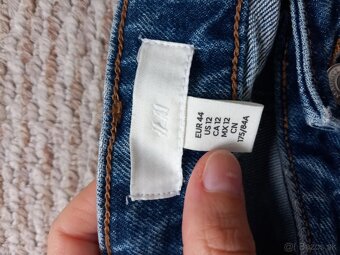 H&M
EUR 44
US 12
CA 12
MX 12
CN
175/84A
Bazos.sk